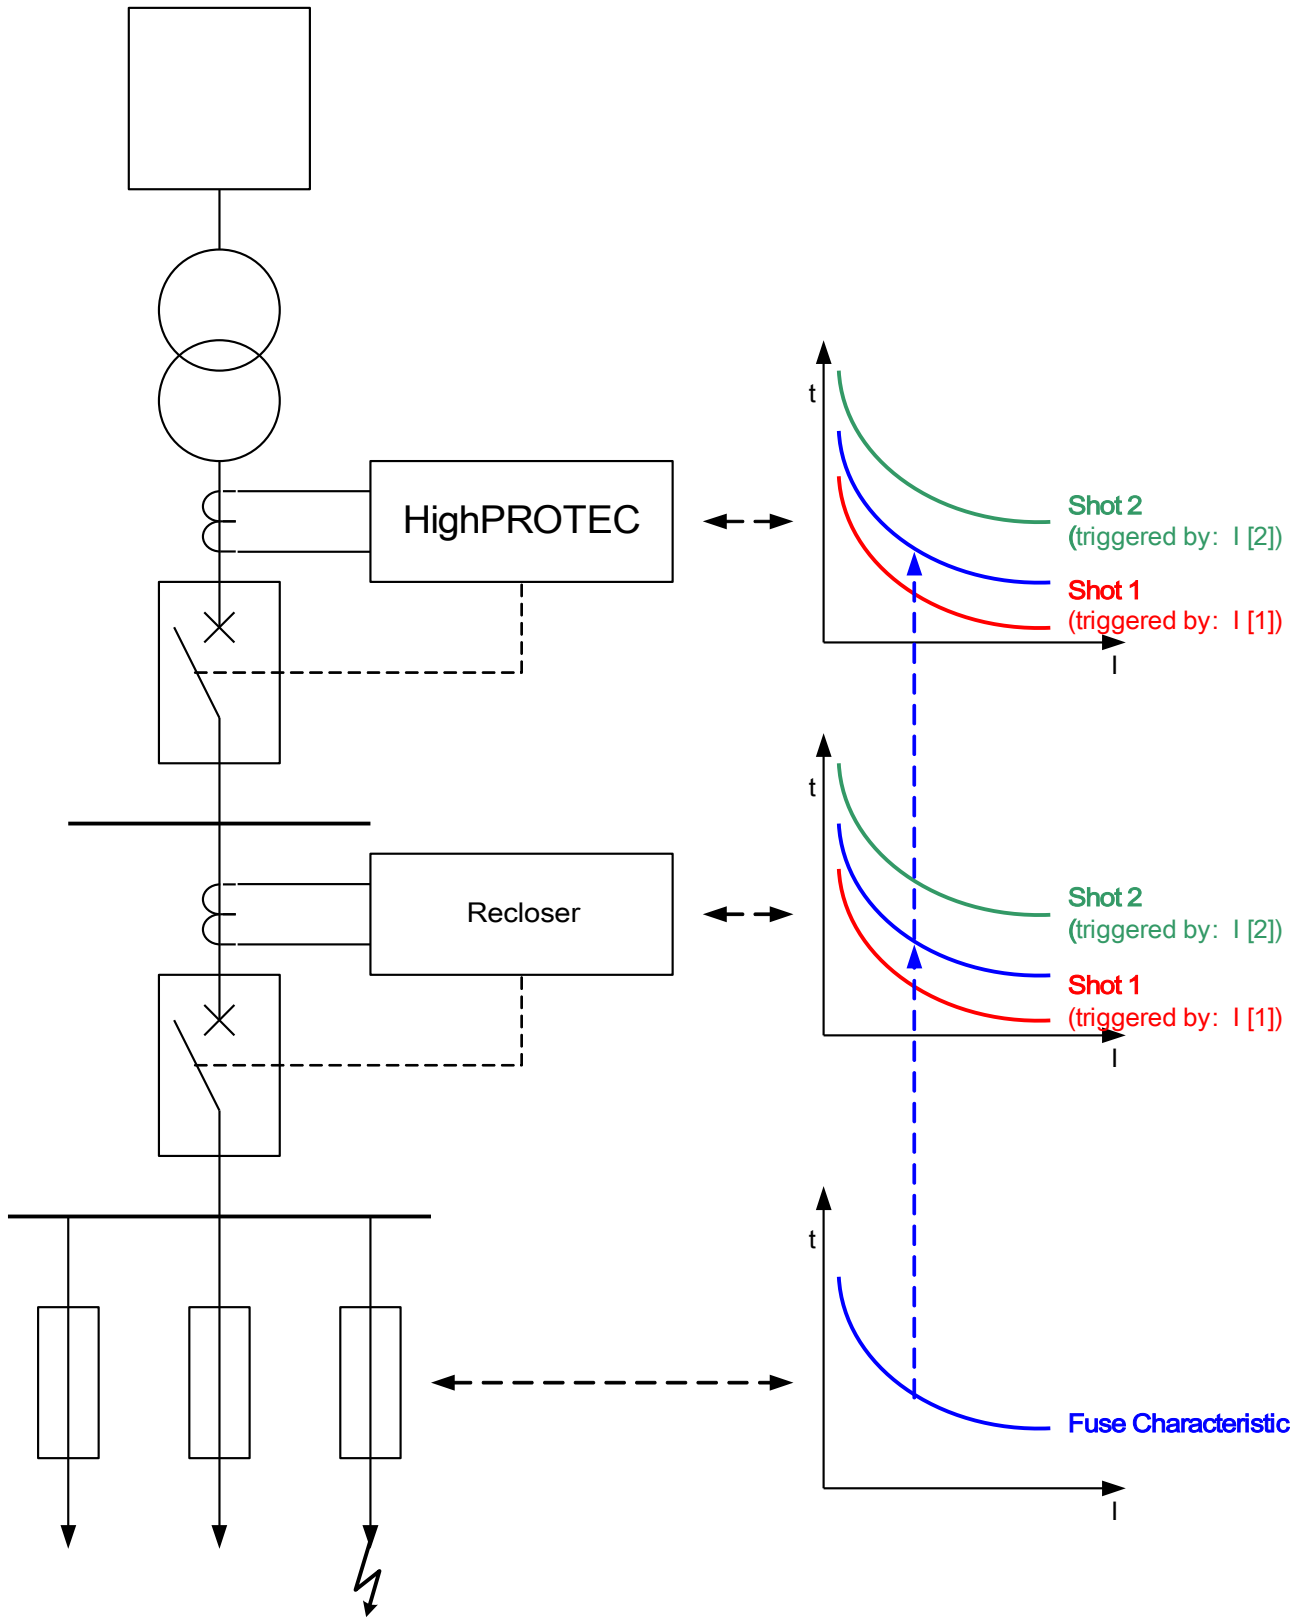 t
HighPROTEC
Shot 2
(triggered by: I [2])
Shot 1
(triggered by: I [1])
I
t
Recloser
Shot 2
(triggered by: I [2])
Shot 1
(triggered by: I [1])
I
t
Fuse Characteristic
I